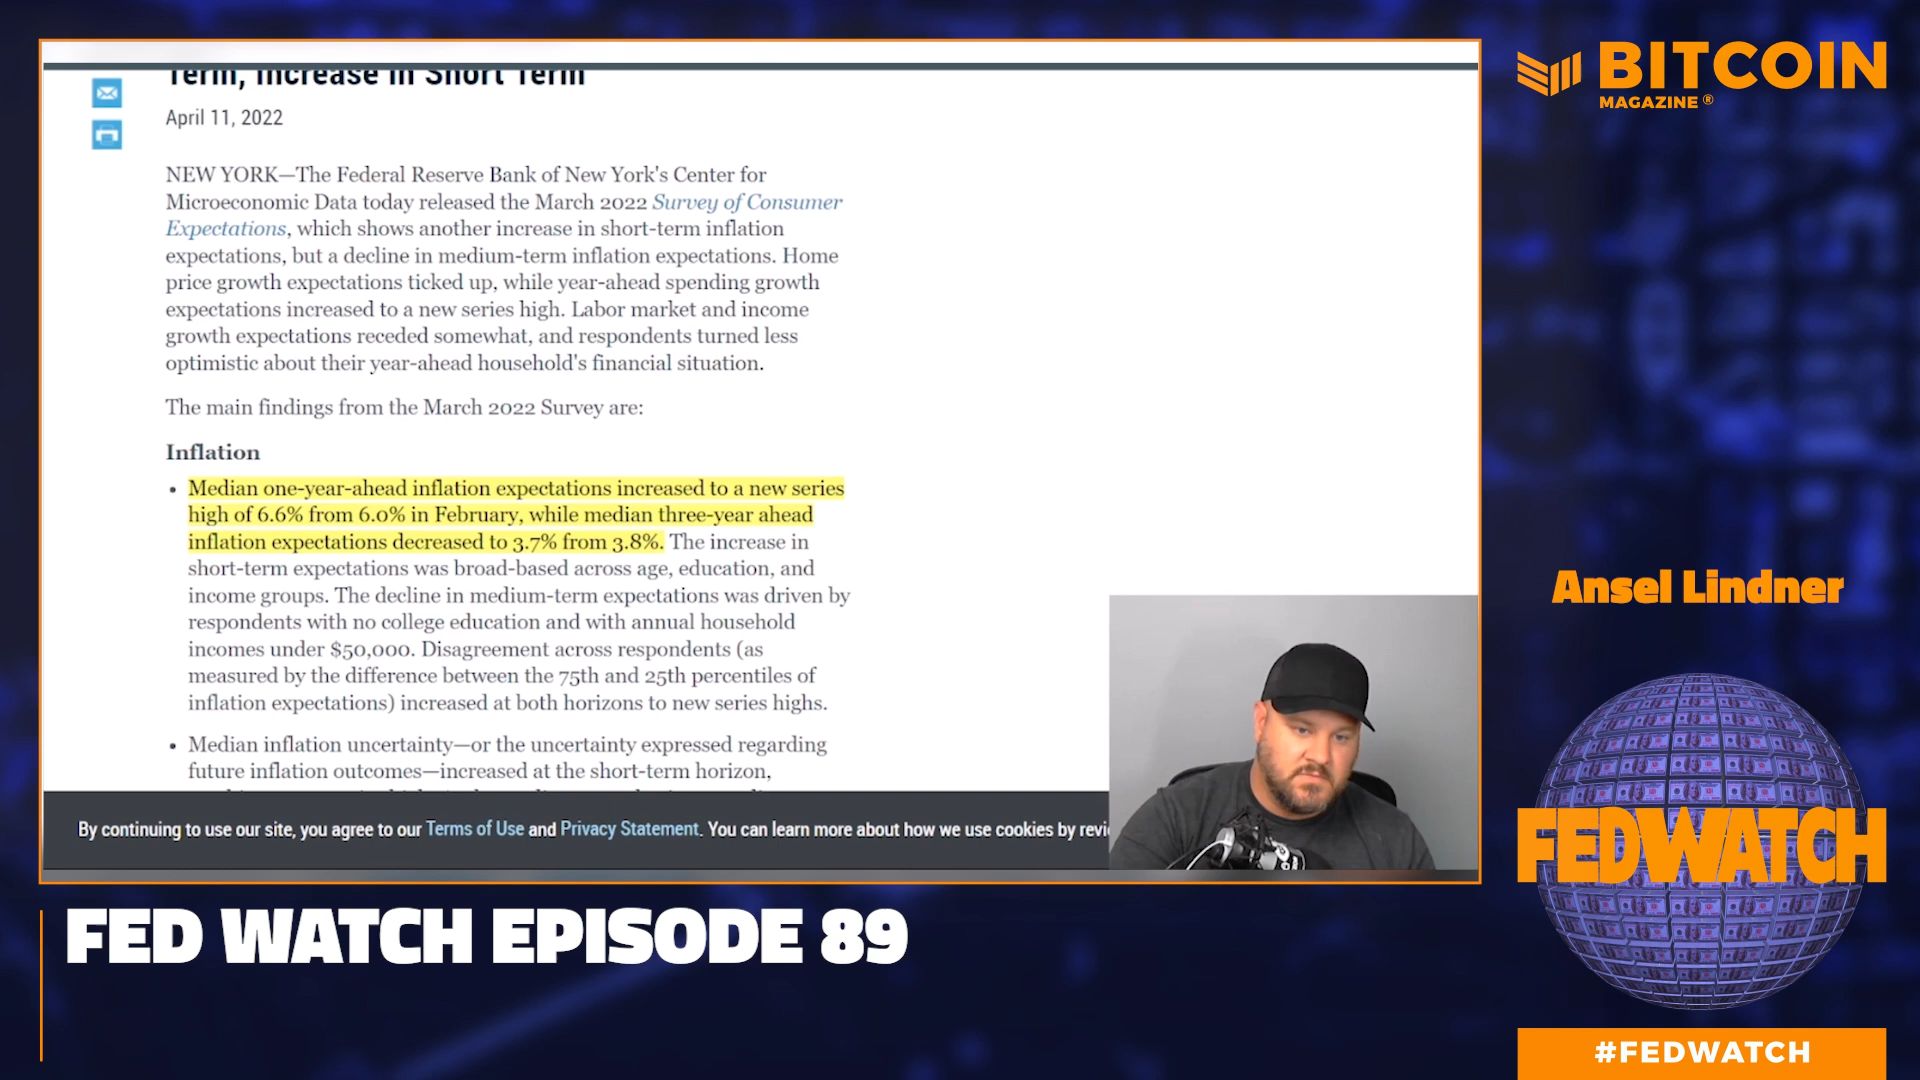 Term, Increase in Short Term
April 11, 2022
NEW YORK—The Federal Reserve Bank of New York's Center for
Microeconomic Data today released the March 2022 Survey of Consumer
Expectations, which shows another increase in short-term inflation
expectations, but a decline in medium-term inflation expectations. Home
price growth expectations ticked up, while year-ahead spending growth
expectations increased to a new series high. Labor market and income
growth expectations receded somewhat, and respondents turned less
optimistic about their year-ahead household's financial situation.
The main findings from the March 2022 Survey are:
Inflation
• Median one-year-ahead inflation expectations increased to a new series
high of 6.6% from 6.0% in February, while median three-year ahead
inflation expectations decreased to 3.7% from 3.8%. The increase in
short-term expectations was broad-based across age, education, and
income groups. The decline in medium-term expectations was driven by
respondents with no college education and with annual household
incomes under $50,000. Disagreement across respondents (as
measured by the difference between the 75th and 25th percentiles of
inflation expectations) increased at both horizons to new series highs.
• Median inflation uncertainty—or the uncertainty expressed regarding
future inflation outcomes—increased at the short-term horizon,
By continuing to use our site, you agree to our Terms of Use and Privacy Statement. You can learn more about how we use cookies by revi
BITCOIN
MAGAZINE ®
Ansel Lindner
FEDWATCH
#FEDWATCH
FED WATCH EPISODE 89